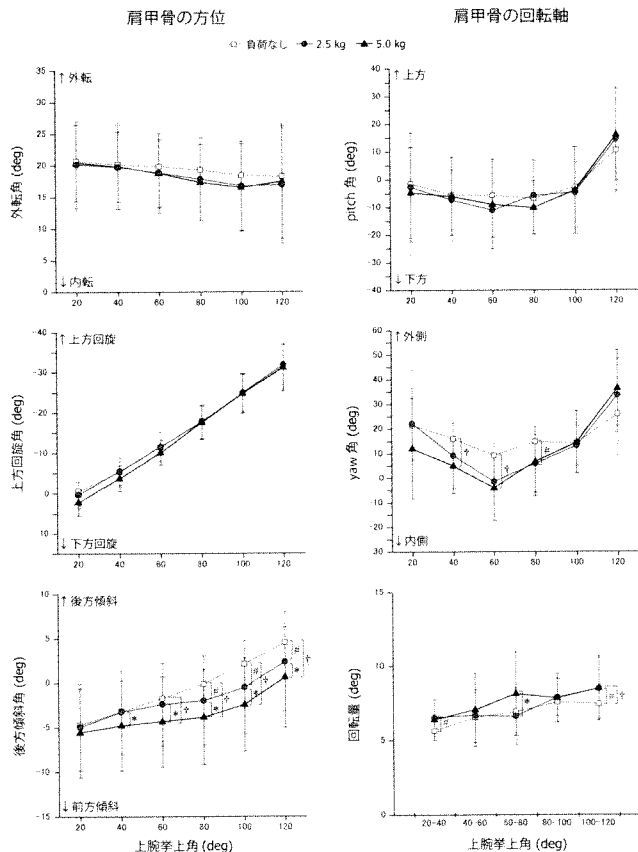 肩甲骨の方位
肩甲骨の回転軸
負荷なし 2.5 kg 5.0 kg
↑外転
外転角 (deg)
35
30
25
20
15
10
5
0
↓内転
20 40 60 80 100 120
↑上方
pitch 角 (deg)
40
30
20
10
0
-10
-20
-30
-40
↓下方
20 40 60 80 100 120
↑上方回旋
上方回旋角 (deg)
-40
-30
-20
-10
0
10
↓下方回旋
20 40 60 80 100 120
↑外側
yaw 角 (deg)
60
50
40
30
20
10
0
10
20
30
† † #
↓内側
20 40 60 80 100 120
↑後方傾斜
後方傾斜角 (deg)
10
5
0
-5
-10
-15
↓前方傾斜
20 40 60 80 100 120
上腕挙上角 (deg)
回転量 (deg)
15
10
5
0
# * # †
20-40 40-60 60-80 80-100 100-120
上腕挙上角 (deg)